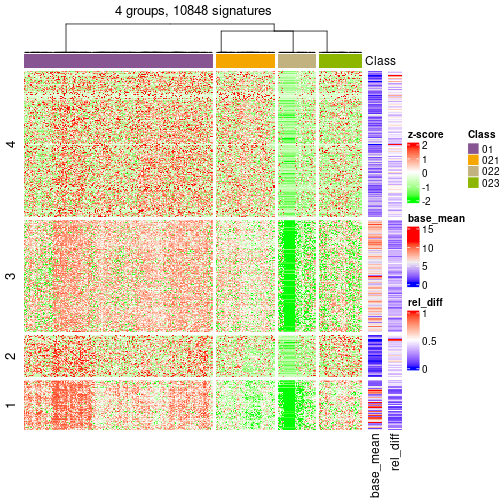 4 groups, 10848 signatures
Class
4
3
2
1
z-score
2
1
0
-1
-2
Class
01
021
022
023
base_mean
15
10
5
0
rel_diff
1
0.5
0
base_mean
rel_diff